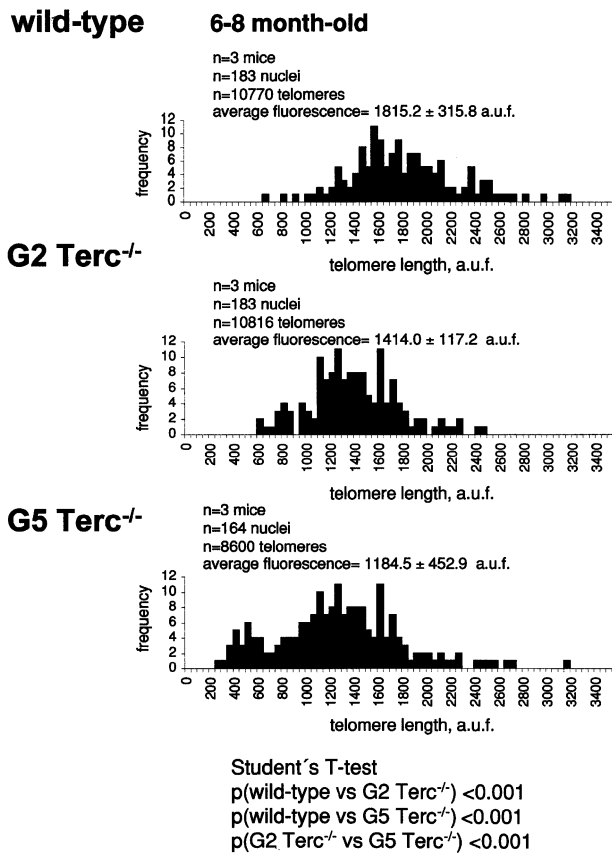 wild-type 6-8 month-old
n=3 mice
n=183 nuclei
n=10770 telomeres
average fluorescence= 1815.2 ± 315.8 a.u.f.
frequency
12
10
8
6
4
2
0
0 200 400 600 800 1000 1200 1400 1600 1800 2000 2200 2400 2600 2800 3000 3200 3400
telomere length, a.u.f.
G2 Terc-/-
n=3 mice
n=183 nuclei
n=10816 telomeres
average fluorescence= 1414.0 ± 117.2 a.u.f.
frequency
12
10
8
6
4
2
0
0 200 400 600 800 1000 1200 1400 1600 1800 2000 2200 2400 2600 2800 3000 3200 3400
telomere length, a.u.f.
G5 Terc-/-
n=3 mice
n=164 nuclei
n=8600 telomeres
average fluorescence= 1184.5 ± 452.9 a.u.f.
frequency
12
10
8
6
4
2
0
0 200 400 600 800 1000 1200 1400 1600 1800 2000 2200 2400 2600 2800 3000 3200 3400
telomere length, a.u.f.
Student´s T-test
p(wild-type vs G2 Terc-/-) <0.001
p(wild-type vs G5 Terc-/-) <0.001
p(G2 Terc-/- vs G5 Terc-/-) <0.001